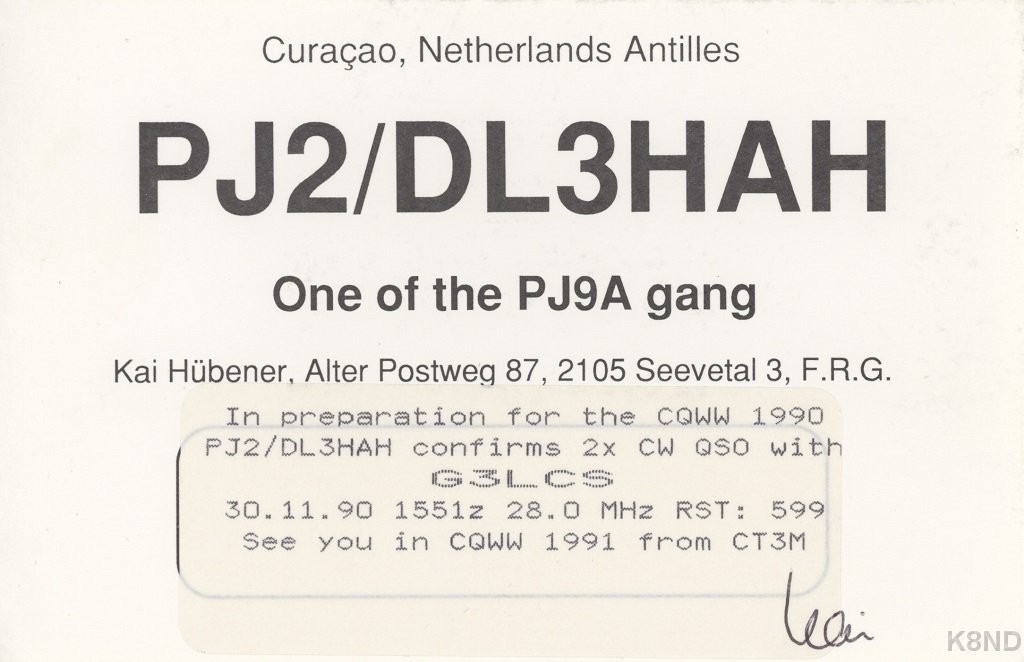 Curaçao, Netherlands Antilles
PJ2/DL3HAH
One of the PJ9A gang
Kai Hübener, Alter Postweg 87, 2105 Seevetal 3, F.R.G.
In preparation for the CQWW 1990
PJ2/DL3HAH confirms 2x CW QSO with
G3LCS
30.11.90 1551z 28.0 MHz RST: 599
See you in CQWW 1991 from CT3M
Kai
K8ND